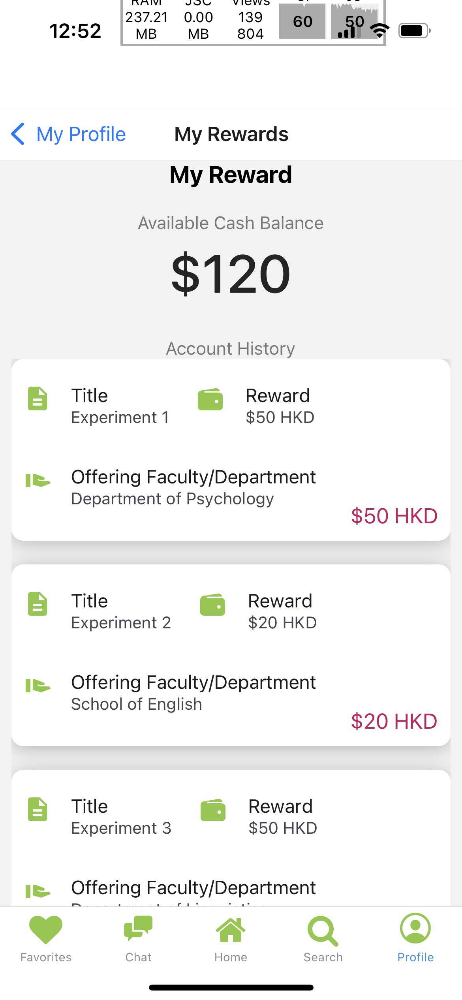 RAM JSC Views
237.21 0.00 139 60 50
12:52 MB MB 804
My Profile My Rewards
My Reward
Available Cash Balance
$120
Account History
Title Reward
Experiment 1 $50 HKD
Offering Faculty/Department
Department of Psychology
$50 HKD
Title Reward
Experiment 2 $20 HKD
Offering Faculty/Department
School of English
$20 HKD
Title Reward
Experiment 3 $50 HKD
Offering Faculty/Department
Department of Linguistics
Favorites Chat Home Search Profile